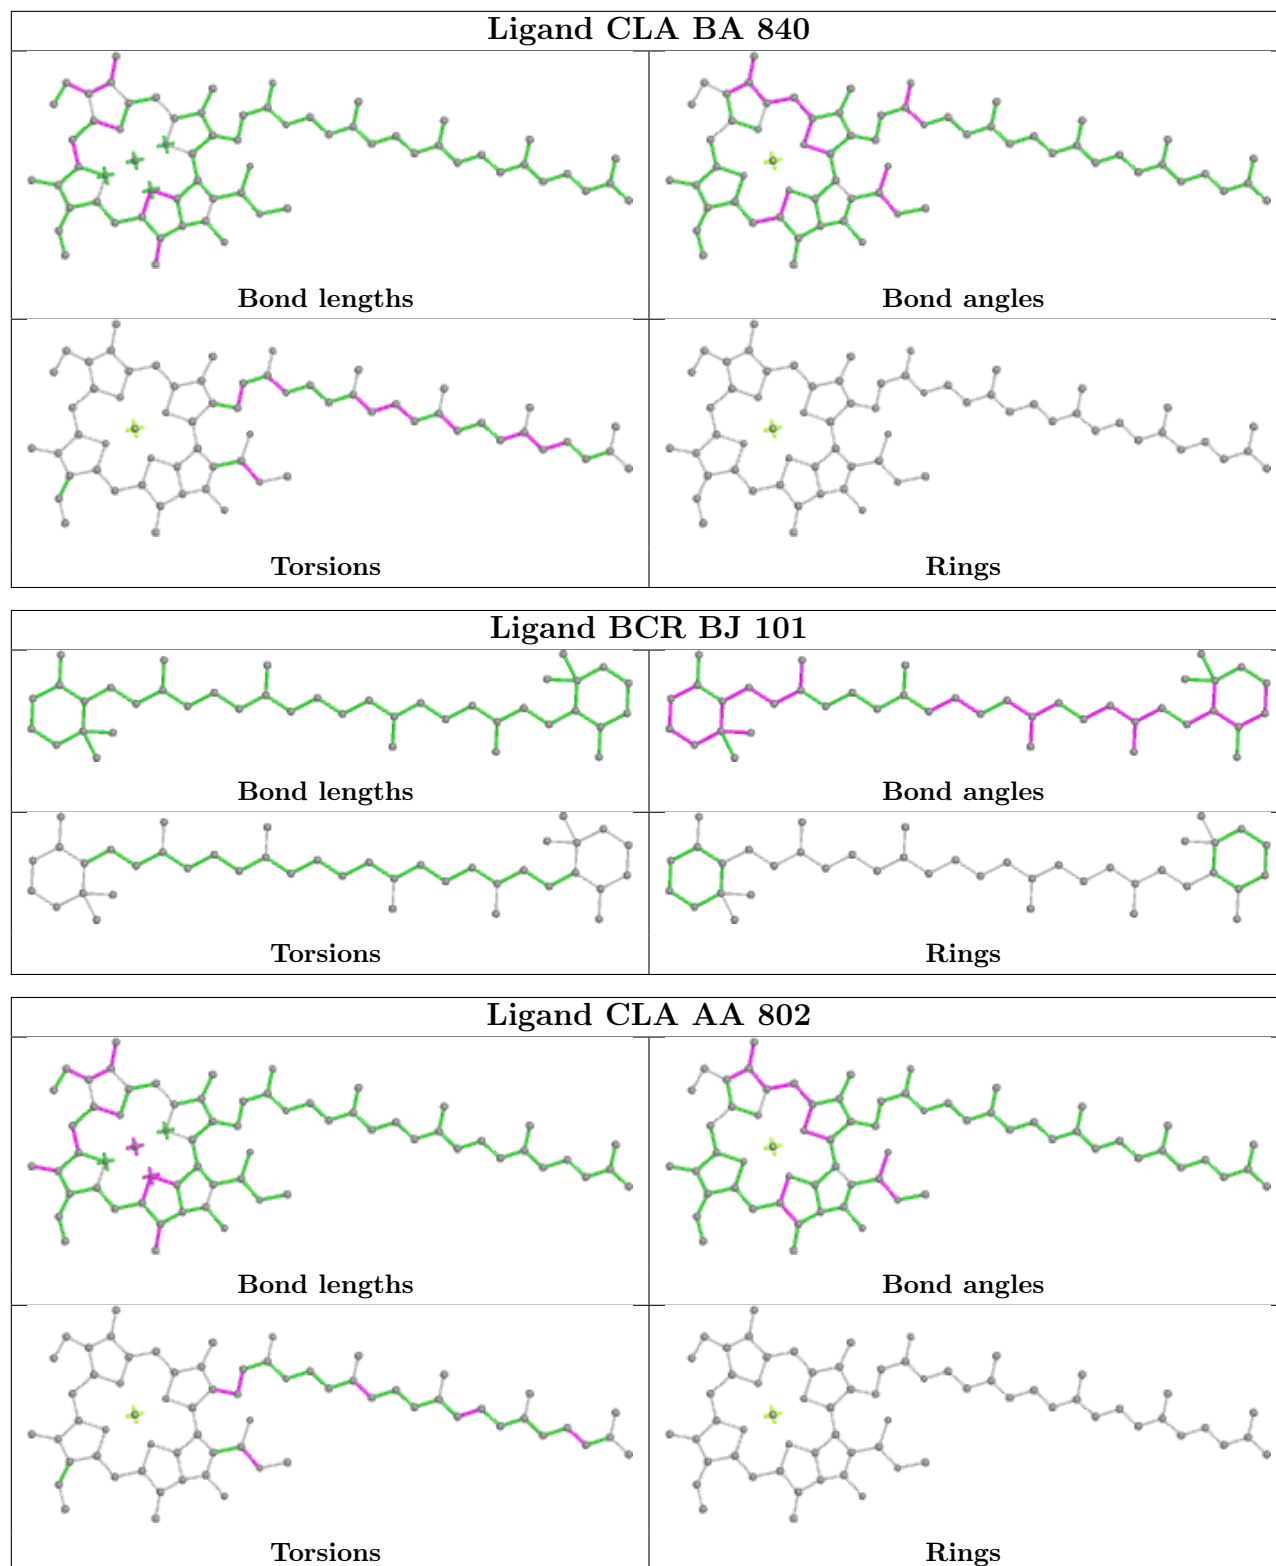 Ligand CLA BA 840
Bond lengths
Bond angles
Torsions
Rings
Ligand BCR BJ 101
Bond lengths
Bond angles
Torsions
Rings
Ligand CLA AA 802
Bond lengths
Bond angles
Torsions
Rings